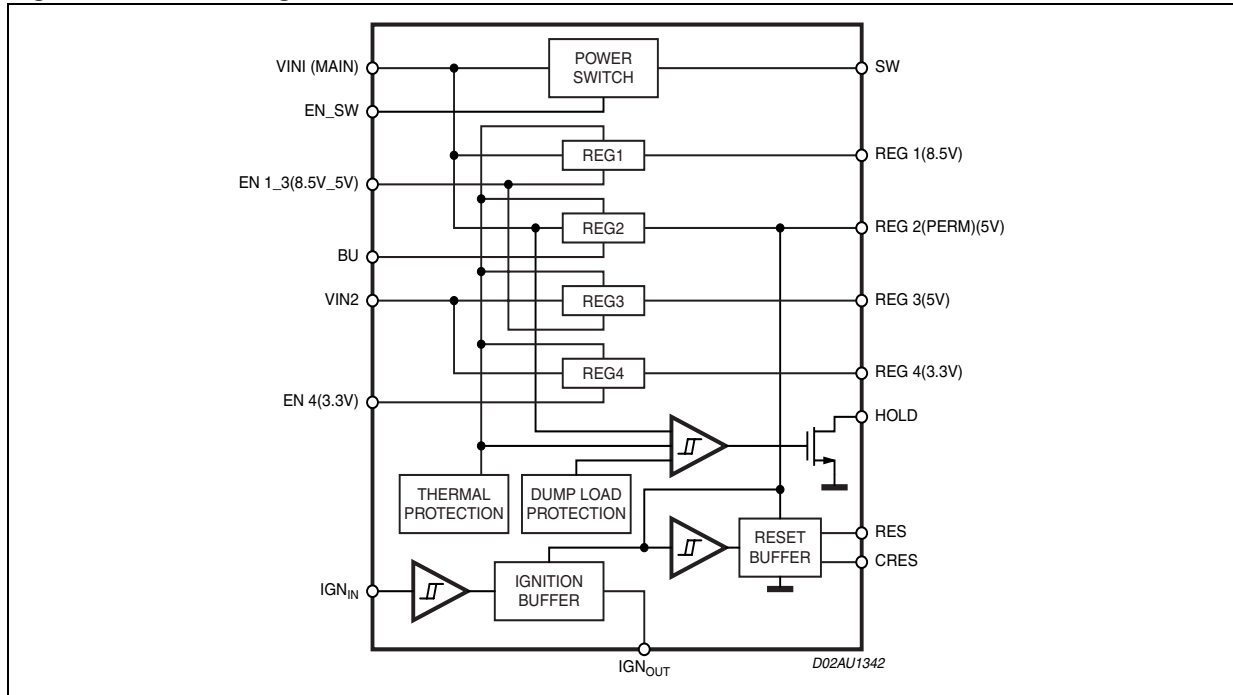 VINI (MAIN)
POWER
SWITCH
SW
EN_SW
REG1
REG 1(8.5V)
EN 1_3(8.5V_5V)
REG2
REG 2(PERM)(5V)
BU
VIN2
REG3
REG 3(5V)
REG4
REG 4(3.3V)
EN 4(3.3V)
HOLD
THERMAL
PROTECTION
DUMP LOAD
PROTECTION
RESET
BUFFER
RES
CRES
IGNIN
IGNITION
BUFFER
IGNOUT
D02AU1342